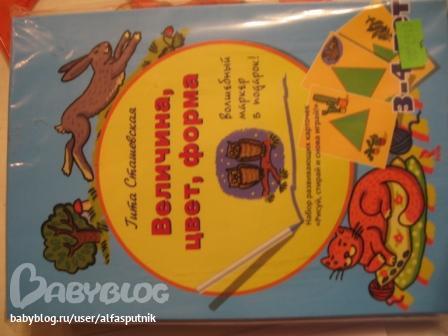 Гита Сташевская
Величина,
цвет, форма
Волшебный
маркер
в подарок!
Набор развивающих карточек
«Рисуй, стирай и снова играй!»
3-4 лет
BABYBLOG
babyblog.ru/user/alfasputnik